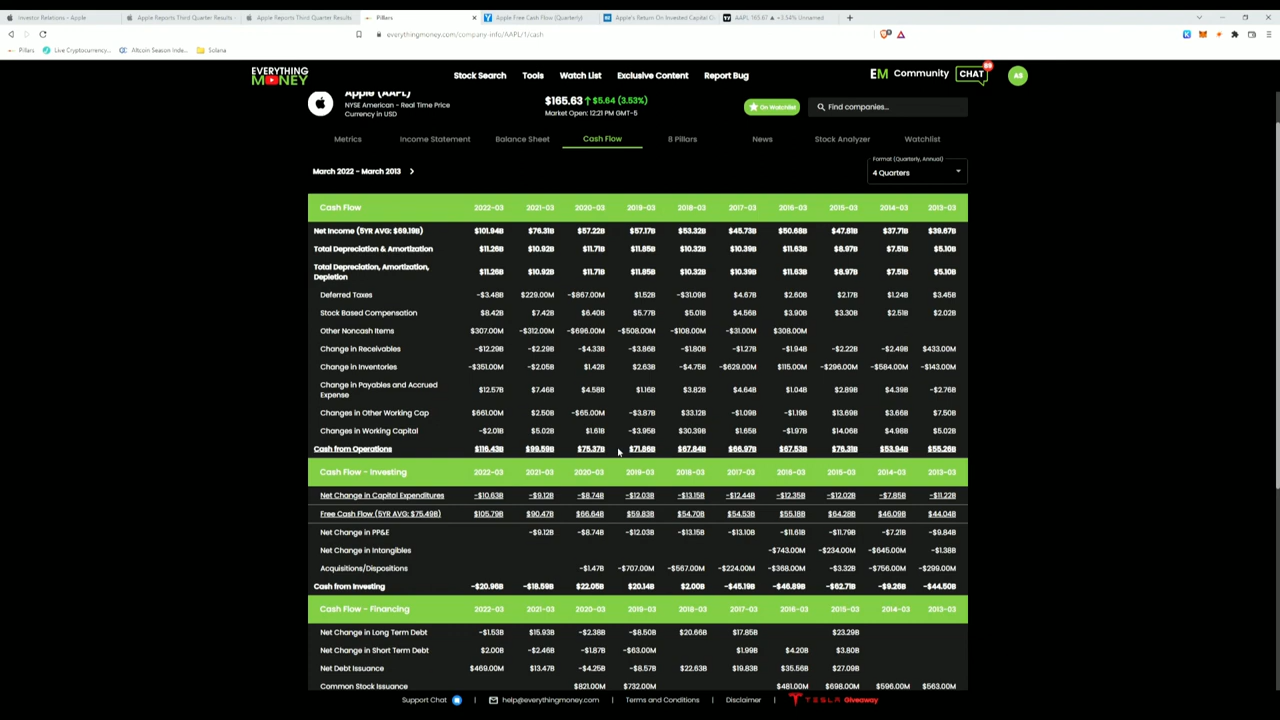 Investor Relations - Apple
Apple Reports Third Quarter Results -
Apple Reports Third Quarter Results
Pillars
Apple Free Cash Flow (Quarterly)
Apple's Return On Invested Capital C
AAPL 165.67 ▲ +3.54% Unnamed
everythingmoney.com/company-info/AAPL/1/cash
Pillars
Live Cryptocurrency...
Altcoin Season Inde...
Solana
EVERYTHING MONEY
Stock Search
Tools
Watch List
Exclusive Content
Report Bug
EM Community
CHAT
AS
Apple (AAPL)
NYSE American - Real Time Price
Currency in USD
$165.63 ↑ $5.64 (3.53%)
Market Open: 12:21 PM GMT-5
On Watchlist
Find companies...
Metrics
Income Statement
Balance Sheet
Cash Flow
8 Pillars
News
Stock Analyzer
Watchlist
March 2022 - March 2013
Format (Quarterly, Annual)
4 Quarters
Cash Flow 2022-03 2021-03 2020-03 2019-03 2018-03 2017-03 2016-03 2015-03 2014-03 2013-03
Net Income (5YR AVG: $69.19B) $101.94B $76.31B $57.22B $57.17B $53.32B $45.73B $50.68B $47.81B $37.71B $39.67B
Total Depreciation & Amortization $11.26B $10.92B $11.71B $11.85B $10.32B $10.39B $11.63B $8.97B $7.51B $5.10B
Total Depreciation, Amortization,
Depletion $11.26B $10.92B $11.71B $11.85B $10.32B $10.39B $11.63B $8.97B $7.51B $5.10B
Deferred Taxes -$3.48B $229.00M -$867.00M $1.52B -$31.09B $4.67B $2.60B $2.17B $1.24B $3.45B
Stock Based Compensation $8.42B $7.42B $6.40B $5.77B $5.01B $4.56B $3.90B $3.30B $2.51B $2.02B
Other Noncash Items $307.00M -$312.00M -$696.00M -$508.00M -$108.00M -$31.00M $308.00M
Change in Receivables -$12.29B -$2.29B -$4.33B -$3.86B -$1.80B -$1.27B -$1.94B -$2.22B -$2.49B $433.00M
Change in Inventories -$351.00M -$2.05B $1.42B $2.63B -$4.75B -$629.00M $115.00M -$296.00M -$584.00M -$143.00M
Change in Payables and Accrued
Expense $12.57B $7.46B $4.58B $1.16B $3.82B $4.64B $1.04B $2.89B $4.39B -$2.76B
Changes in Other Working Cap $661.00M $2.50B -$65.00M -$3.87B $33.12B -$1.09B -$1.19B $13.69B $3.66B $7.50B
Changes in Working Capital -$2.01B $5.02B $1.61B -$3.95B $30.39B $1.65B -$1.97B $14.06B $4.98B $5.02B
Cash from Operations $116.43B $99.59B $75.37B $71.86B $67.84B $66.97B $67.53B $76.31B $53.94B $55.26B
Cash Flow - Investing 2022-03 2021-03 2020-03 2019-03 2018-03 2017-03 2016-03 2015-03 2014-03 2013-03
Net Change in Capital Expenditures -$10.63B -$9.12B -$8.74B -$12.03B -$13.15B -$12.44B -$12.35B -$12.02B -$7.85B -$11.22B
Free Cash Flow (5YR AVG: $75.49B) $105.79B $90.47B $66.64B $59.83B $54.70B $54.53B $55.18B $64.28B $46.09B $44.04B
Net Change in PP&E -$9.12B -$8.74B -$12.03B -$13.15B -$13.10B -$11.61B -$11.79B -$7.21B -$9.84B
Net Change in Intangibles -$743.00M -$234.00M -$645.00M -$1.38B
Acquisitions/Dispositions -$1.47B -$707.00M -$567.00M -$224.00M -$368.00M -$3.32B -$756.00M -$299.00M
Cash from Investing -$20.96B -$18.59B $22.05B $20.14B $2.00B -$45.19B -$46.89B -$62.71B -$9.26B -$44.50B
Cash Flow - Financing 2022-03 2021-03 2020-03 2019-03 2018-03 2017-03 2016-03 2015-03 2014-03 2013-03
Net Change in Long Term Debt -$1.53B $15.93B -$2.38B -$8.50B $20.66B $17.85B $23.29B
Net Change in Short Term Debt $2.00B -$2.46B -$1.87B -$63.00M $1.99B $4.20B $3.80B
Net Debt Issuance $469.00M $13.47B -$4.25B -$8.57B $22.63B $19.83B $35.56B $27.09B
Common Stock Issuance $821.00M $732.00M $481.00M $698.00M $596.00M $563.00M
Support Chat
help@everythingmoney.com
Terms and Conditions
Disclaimer
TESLA Giveaway